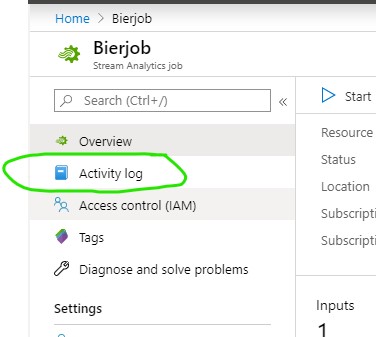 Home > Bierjob
Bierjob
Stream Analytics job
Search (Ctrl+/)
«
Start
Overview
Resource
Activity log
Status
Access control (IAM)
Location
Subscripti
Tags
Subscripti
Diagnose and solve problems
Settings
Inputs
1